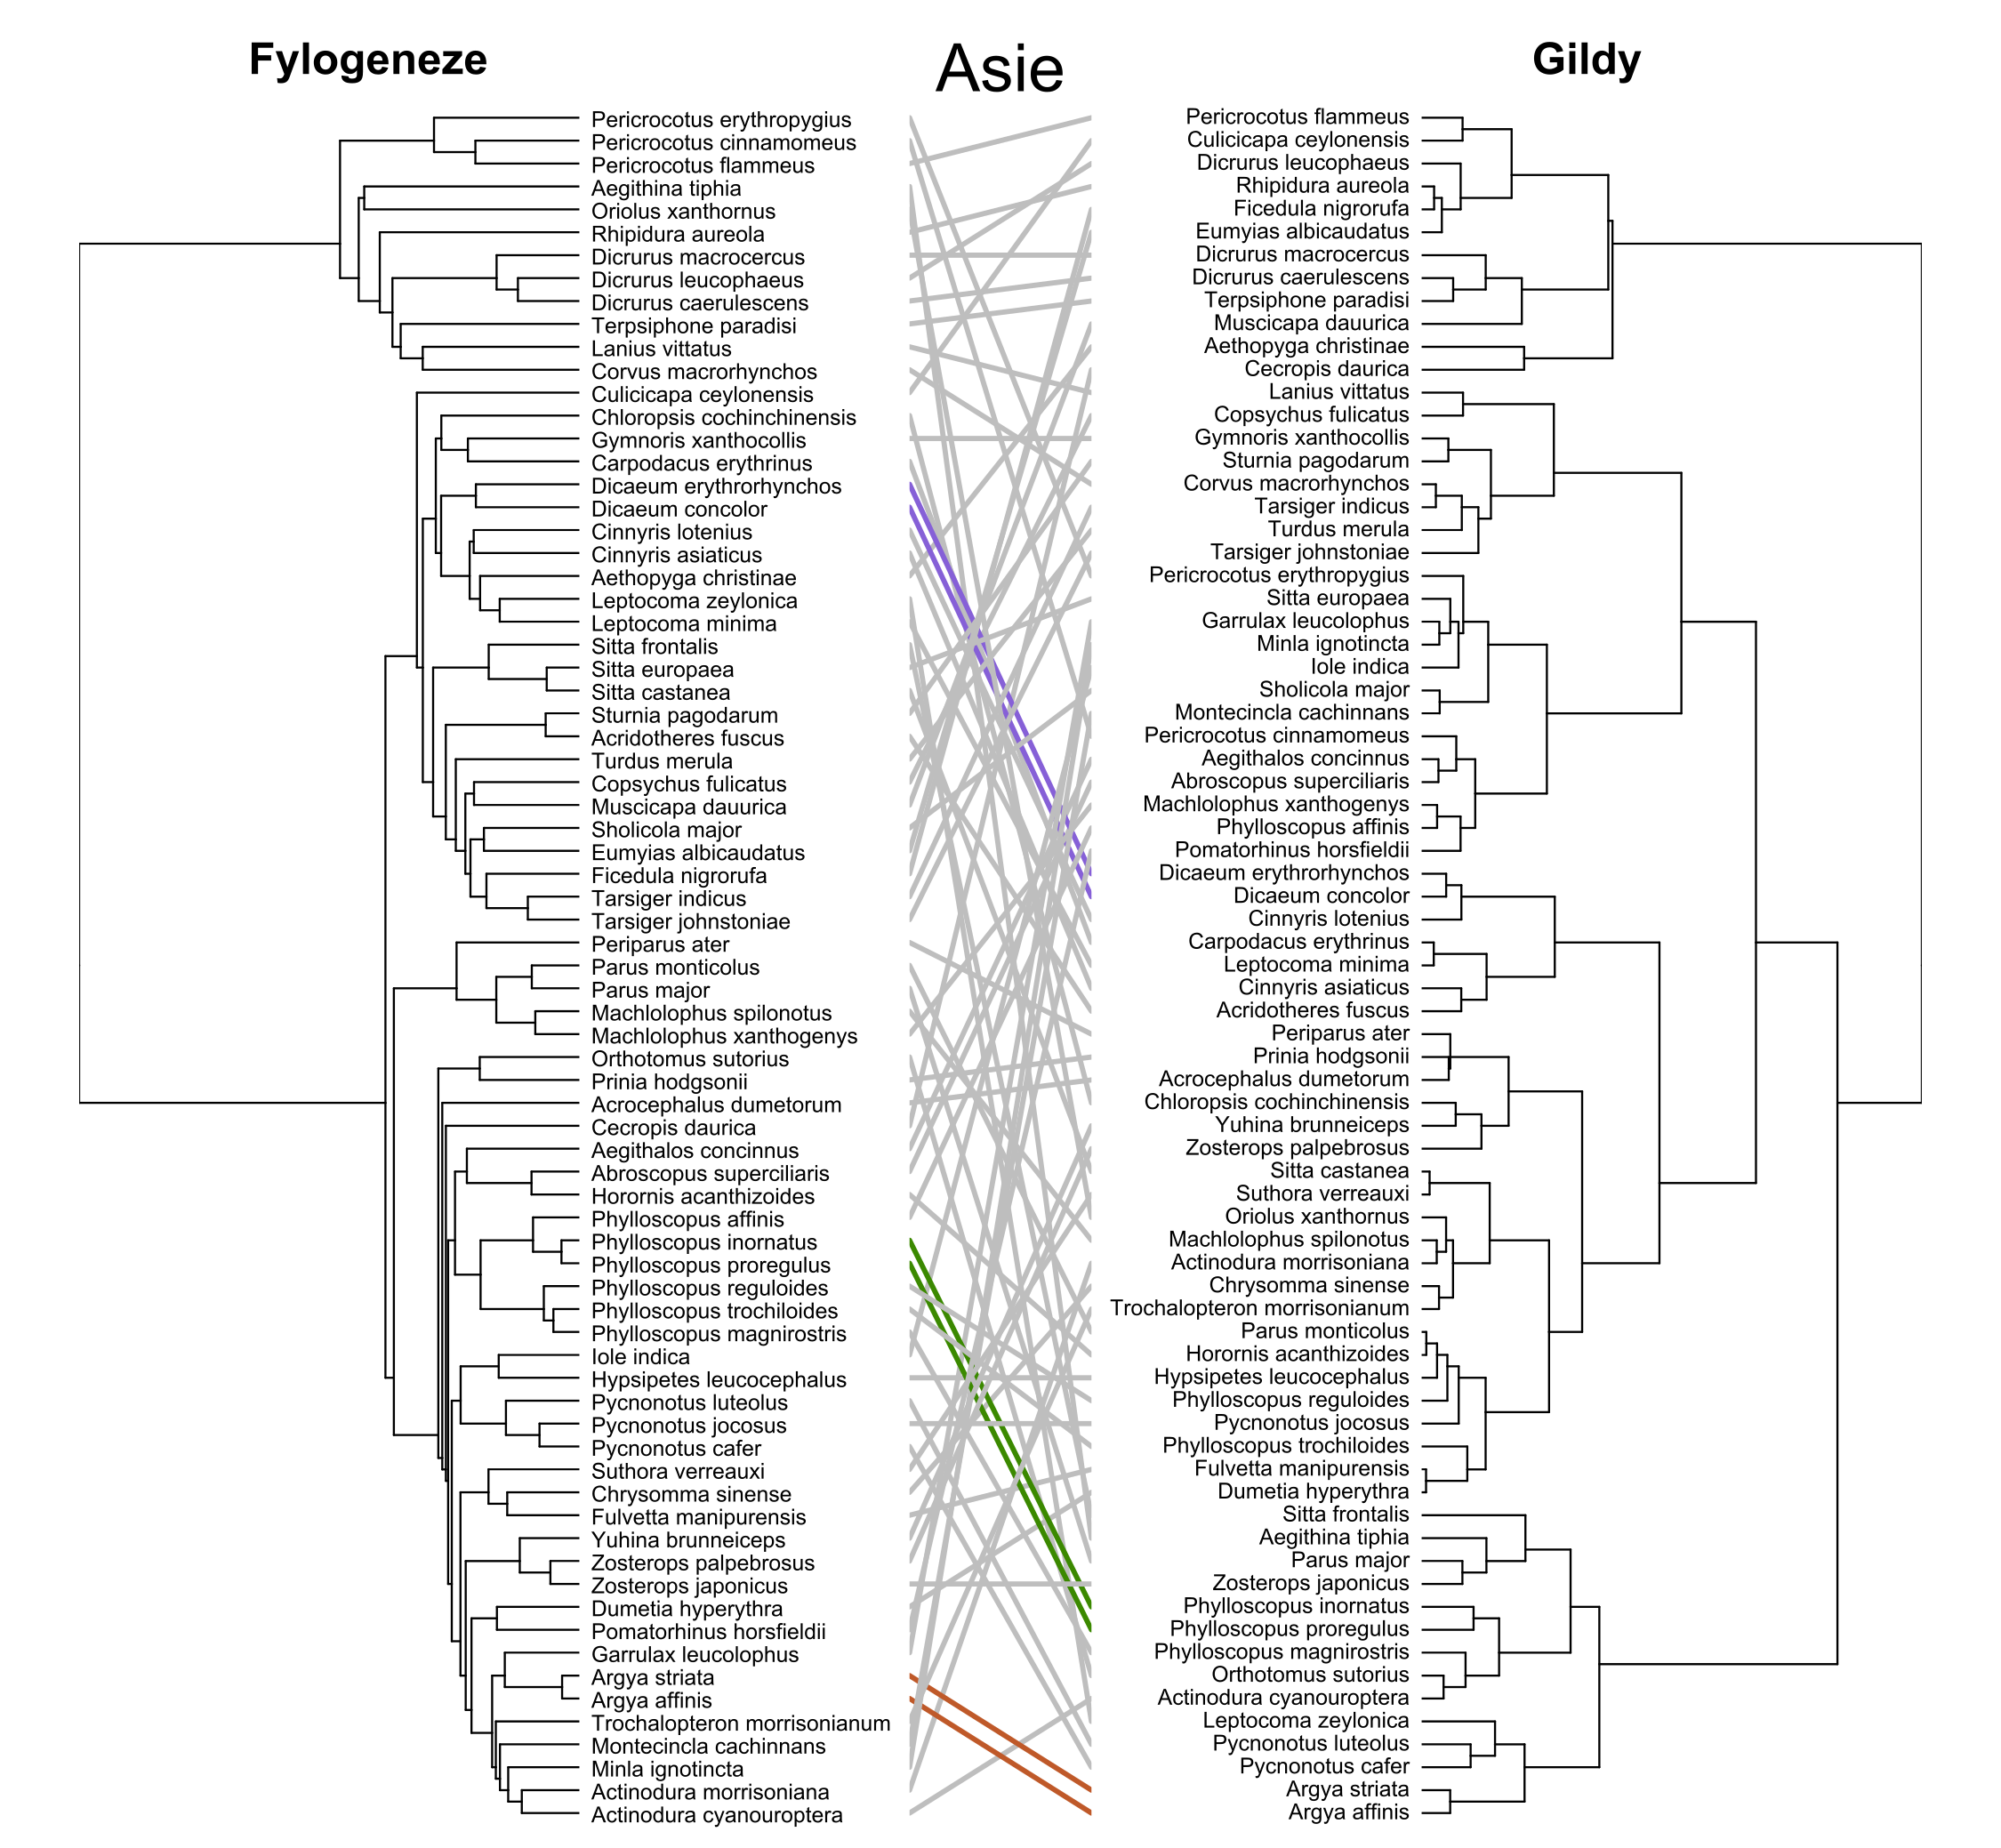 Fylogeneze
Asie
Gildy
Pericrocotus erythropygius
Pericrocotus cinnamomeus
Pericrocotus flammeus
Aegithina tiphia
Oriolus xanthornus
Rhipidura aureola
Dicrurus macrocercus
Dicrurus leucophaeus
Dicrurus caerulescens
Terpsiphone paradisi
Lanius vittatus
Corvus macrorhynchos
Culicicapa ceylonensis
Chloropsis cochinchinensis
Gymnoris xanthocollis
Carpodacus erythrinus
Dicaeum erythrorhynchos
Dicaeum concolor
Cinnyris lotenius
Cinnyris asiaticus
Aethopyga christinae
Leptocoma zeylonica
Leptocoma minima
Sitta frontalis
Sitta europaea
Sitta castanea
Sturnia pagodarum
Acridotheres fuscus
Turdus merula
Copsychus fulicatus
Muscicapa dauurica
Sholicola major
Eumyias albicaudatus
Ficedula nigrorufa
Tarsiger indicus
Tarsiger johnstoniae
Periparus ater
Parus monticolus
Parus major
Machlolophus spilonotus
Machlolophus xanthogenys
Orthotomus sutorius
Prinia hodgsonii
Acrocephalus dumetorum
Cecropis daurica
Aegithalos concinnus
Abroscopus superciliaris
Horornis acanthizoides
Phylloscopus affinis
Phylloscopus inornatus
Phylloscopus proregulus
Phylloscopus reguloides
Phylloscopus trochiloides
Phylloscopus magnirostris
Iole indica
Hypsipetes leucocephalus
Pycnonotus luteolus
Pycnonotus jocosus
Pycnonotus cafer
Suthora verreauxi
Chrysomma sinense
Fulvetta manipurensis
Yuhina brunneiceps
Zosterops palpebrosus
Zosterops japonicus
Dumetia hyperythra
Pomatorhinus horsfieldii
Garrulax leucolophus
Argya striata
Argya affinis
Trochalopteron morrisonianum
Montecincla cachinnans
Minla ignotincta
Actinodura morrisoniana
Actinodura cyanouroptera
Pericrocotus flammeus
Culicicapa ceylonensis
Dicrurus leucophaeus
Rhipidura aureola
Ficedula nigrorufa
Eumyias albicaudatus
Dicrurus macrocercus
Dicrurus caerulescens
Terpsiphone paradisi
Muscicapa dauurica
Aethopyga christinae
Cecropis daurica
Lanius vittatus
Copsychus fulicatus
Gymnoris xanthocollis
Sturnia pagodarum
Corvus macrorhynchos
Tarsiger indicus
Turdus merula
Tarsiger johnstoniae
Pericrocotus erythropygius
Sitta europaea
Garrulax leucolophus
Minla ignotincta
Iole indica
Sholicola major
Montecincla cachinnans
Pericrocotus cinnamomeus
Aegithalos concinnus
Abroscopus superciliaris
Machlolophus xanthogenys
Phylloscopus affinis
Pomatorhinus horsfieldii
Dicaeum erythrorhynchos
Dicaeum concolor
Cinnyris lotenius
Carpodacus erythrinus
Leptocoma minima
Cinnyris asiaticus
Acridotheres fuscus
Periparus ater
Prinia hodgsonii
Acrocephalus dumetorum
Chloropsis cochinchinensis
Yuhina brunneiceps
Zosterops palpebrosus
Sitta castanea
Suthora verreauxi
Oriolus xanthornus
Machlolophus spilonotus
Actinodura morrisoniana
Chrysomma sinense
Trochalopteron morrisonianum
Parus monticolus
Horornis acanthizoides
Hypsipetes leucocephalus
Phylloscopus reguloides
Pycnonotus jocosus
Phylloscopus trochiloides
Fulvetta manipurensis
Dumetia hyperythra
Sitta frontalis
Aegithina tiphia
Parus major
Zosterops japonicus
Phylloscopus inornatus
Phylloscopus proregulus
Phylloscopus magnirostris
Orthotomus sutorius
Actinodura cyanouroptera
Leptocoma zeylonica
Pycnonotus luteolus
Pycnonotus cafer
Argya striata
Argya affinis